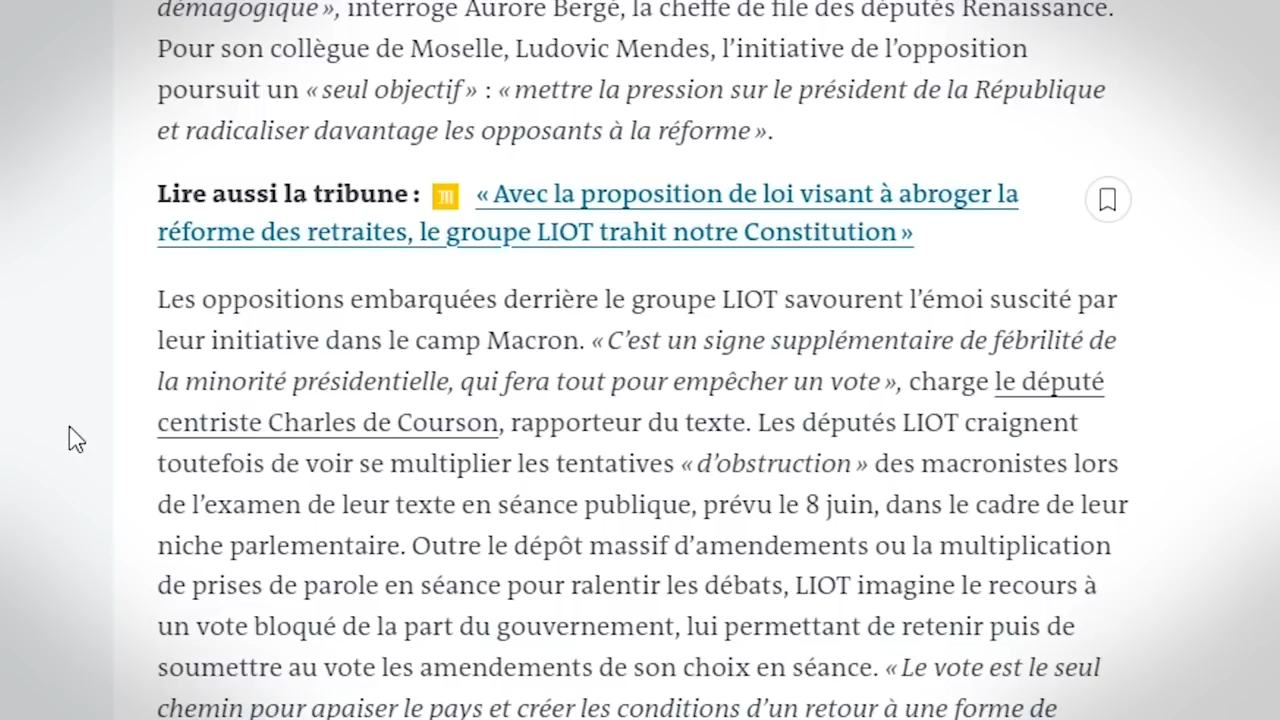 démagogique », interroge Aurore Bergé, la cheffe de file des députés Renaissance.
Pour son collègue de Moselle, Ludovic Mendes, l’initiative de l’opposition
poursuit un « seul objectif » : « mettre la pression sur le président de la République
et radicaliser davantage les opposants à la réforme ».
Lire aussi la tribune : « Avec la proposition de loi visant à abroger la
réforme des retraites, le groupe LIOT trahit notre Constitution »
Les oppositions embarquées derrière le groupe LIOT savourent l’émoi suscité par
leur initiative dans le camp Macron. « C’est un signe supplémentaire de fébrilité de
la minorité présidentielle, qui fera tout pour empêcher un vote », charge le député
centriste Charles de Courson, rapporteur du texte. Les députés LIOT craignent
toutefois de voir se multiplier les tentatives « d’obstruction » des macronistes lors
de l’examen de leur texte en séance publique, prévu le 8 juin, dans le cadre de leur
niche parlementaire. Outre le dépôt massif d’amendements ou la multiplication
de prises de parole en séance pour ralentir les débats, LIOT imagine le recours à
un vote bloqué de la part du gouvernement, lui permettant de retenir puis de
soumettre au vote les amendements de son choix en séance. « Le vote est le seul
chemin pour apaiser le pays et créer les conditions d’un retour à une forme de